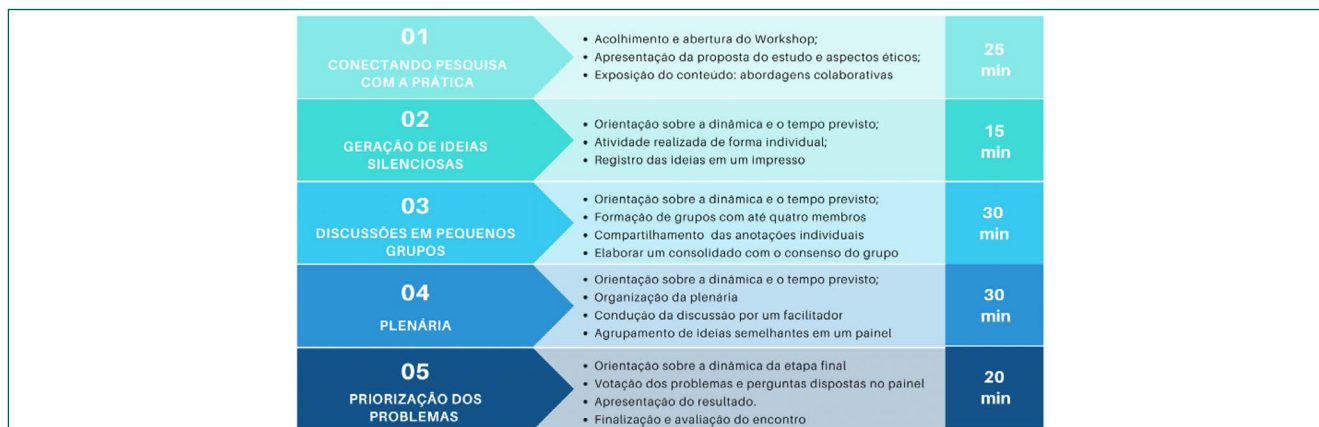 01
CONECTANDO PESQUISA
COM A PRÁTICA
• Acolhimento e abertura do Workshop;
• Apresentação da proposta do estudo e aspectos éticos;
• Exposição do conteúdo: abordagens colaborativas
25
min
02
GERAÇÃO DE IDEIAS
SILENCIOSAS
• Orientação sobre a dinâmica e o tempo previsto;
• Atividade realizada de forma individual;
• Registro das ideias em um impresso
15
min
03
DISCUSSÕES EM PEQUENOS
GRUPOS
• Orientação sobre a dinâmica e o tempo previsto;
• Formação de grupos com até quatro membros
• Compartilhamento das anotações individuais
• Elaborar um consolidado com o consenso do grupo
30
min
04
PLENÁRIA
• Orientação sobre a dinâmica e o tempo previsto;
• Organização da plenária
• Condução da discussão por um facilitador
• Agrupamento de ideias semelhantes em um painel
30
min
05
PRIORIZAÇÃO DOS
PROBLEMAS
• Orientação sobre a dinâmica da etapa final
• Votação dos problemas e perguntas dispostas no painel
• Apresentação do resultado.
• Finalização e avaliação do encontro
20
min